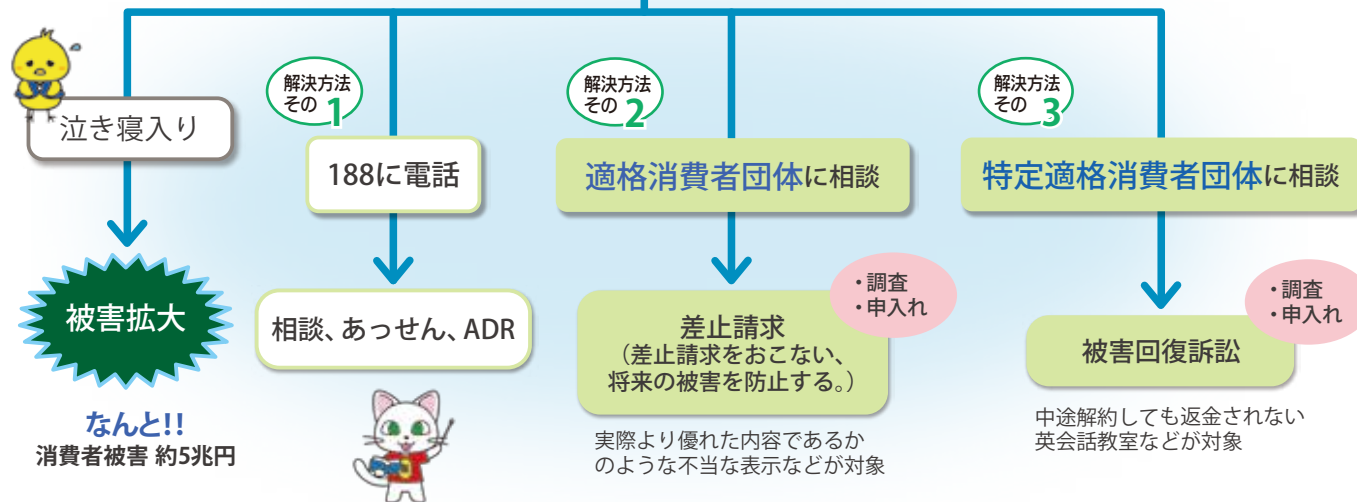 泣き寝入り
被害拡大
なんと!!
消費者被害 約5兆円
解決方法
その1
188に電話
相談、あっせん、ADR
解決方法
その2
適格消費者団体に相談
・調査
・申入れ
差止請求
（差止請求をおこない、
将来の被害を防止する。）
実際より優れた内容であるか
のような不当な表示などが対象
解決方法
その3
特定適格消費者団体に相談
・調査
・申入れ
被害回復訴訟
中途解約しても返金されない
英会話教室などが対象